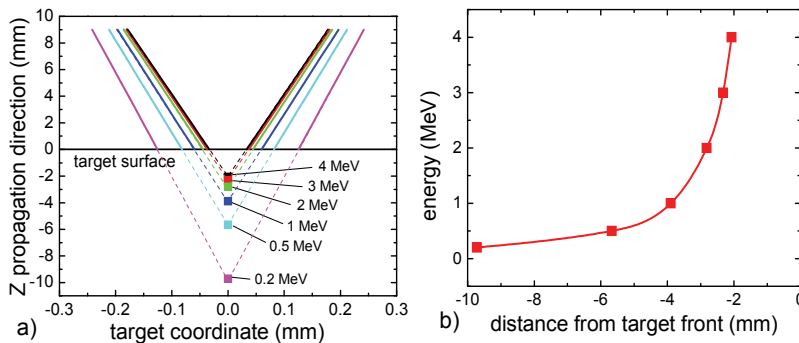 10
8
6
4
2
0
-2
-4
-6
-8
-10
Z propagation direction (mm)
target surface
4 MeV
3 MeV
2 MeV
1 MeV
0.5 MeV
0.2 MeV
-0.3 -0.2 -0.1 0.0 0.1 0.2 0.3
a) target coordinate (mm)
4
3
2
1
0
energy (MeV)
-10 -8 -6 -4 -2 0
b) distance from target front (mm)